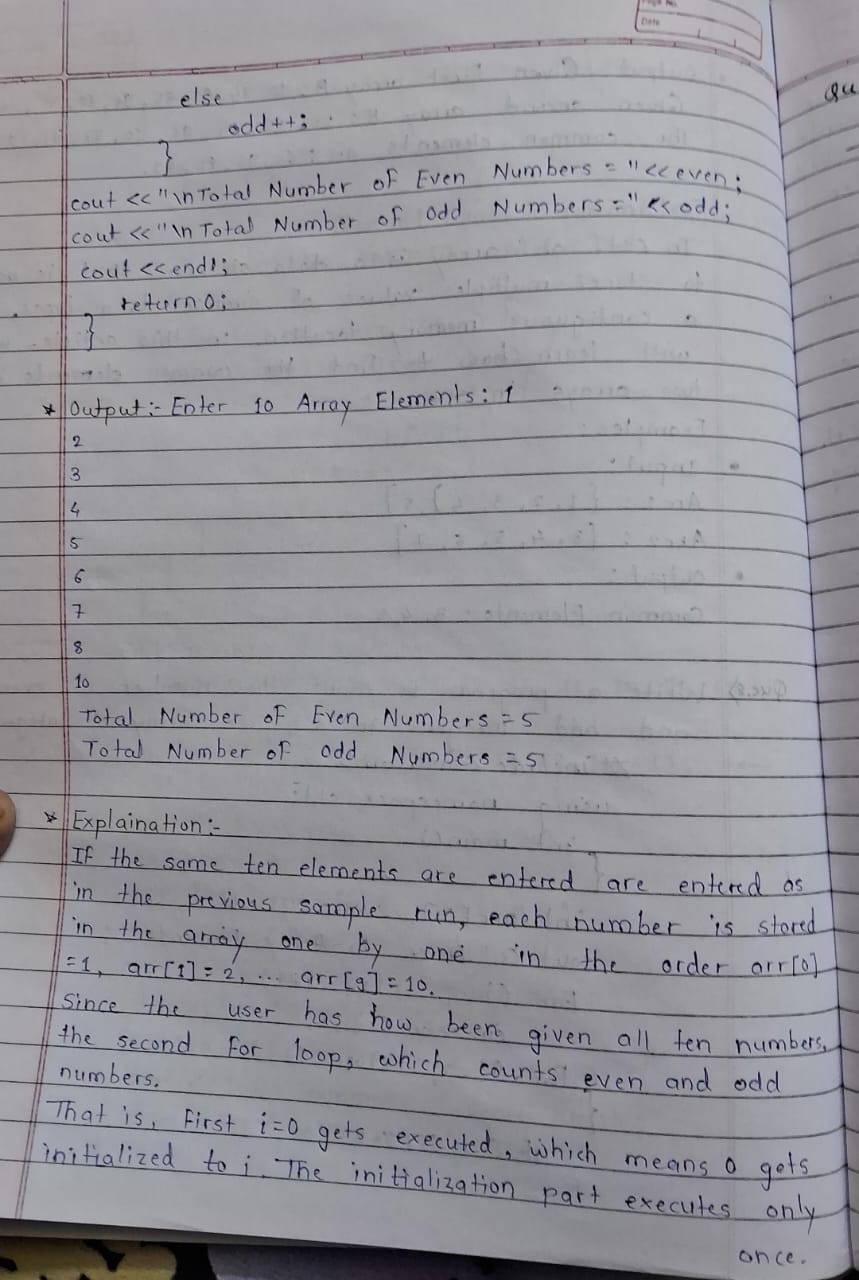 Page No.
Date
else
odd++;
}
cout <<"\nTotal Number of Even Numbers = "<<even;
cout <<"\n Total Number of odd Numbers="<<odd;
cout <<endl;
return 0;
}
* Output:- Enter 10 Array Elements: 1
2
3
4
5
6
7
8
10
Total Number of Even Numbers = 5
Total Number of odd Numbers = 5
* Explaination:-
If the same ten elements are entered are entered as
in the previous sample run, each number is stored
in the array one by one in the order arr[0]
=1, arr[1]=2, ... arr[9]=10.
Since the user has how been given all ten numbers,
the second for loop, which counts even and odd
numbers.
That is, first i=0 gets executed, which means 0 gets
initialized to i. The initialization part executes only
once.
Qu